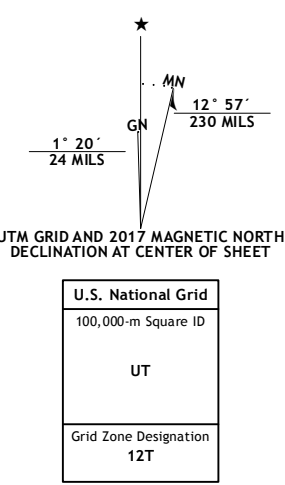 ★
MN
GN
12° 57´
230 MILS
1° 20´
24 MILS
UTM GRID AND 2017 MAGNETIC NORTH
DECLINATION AT CENTER OF SHEET
U.S. National Grid
100,000-m Square ID
UT
Grid Zone Designation
12T